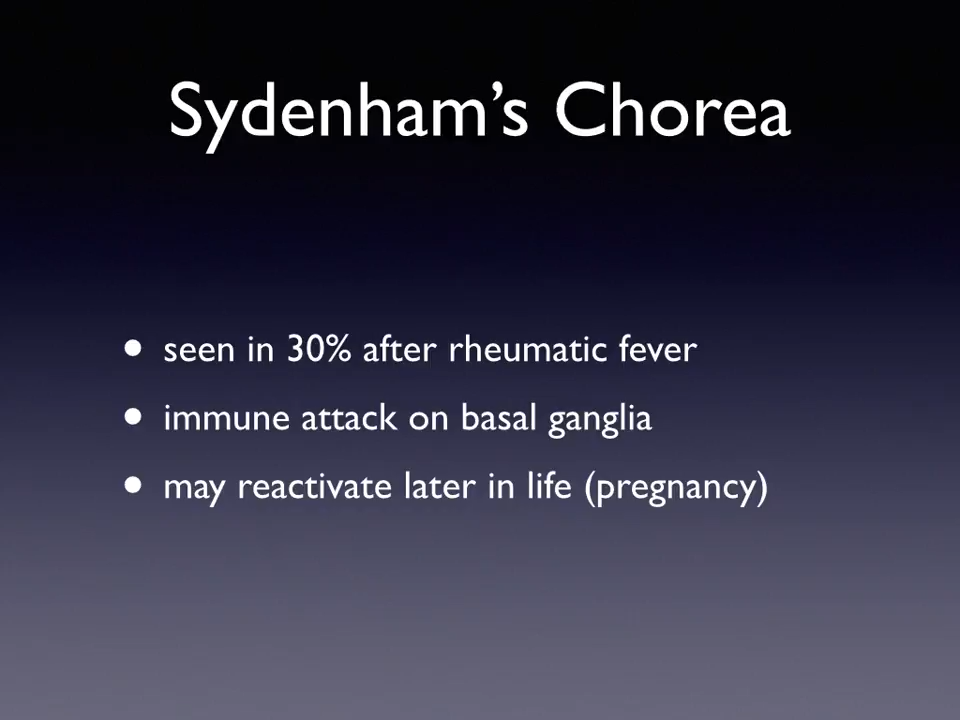 Sydenham’s Chorea
• seen in 30% after rheumatic fever
• immune attack on basal ganglia
• may reactivate later in life (pregnancy)